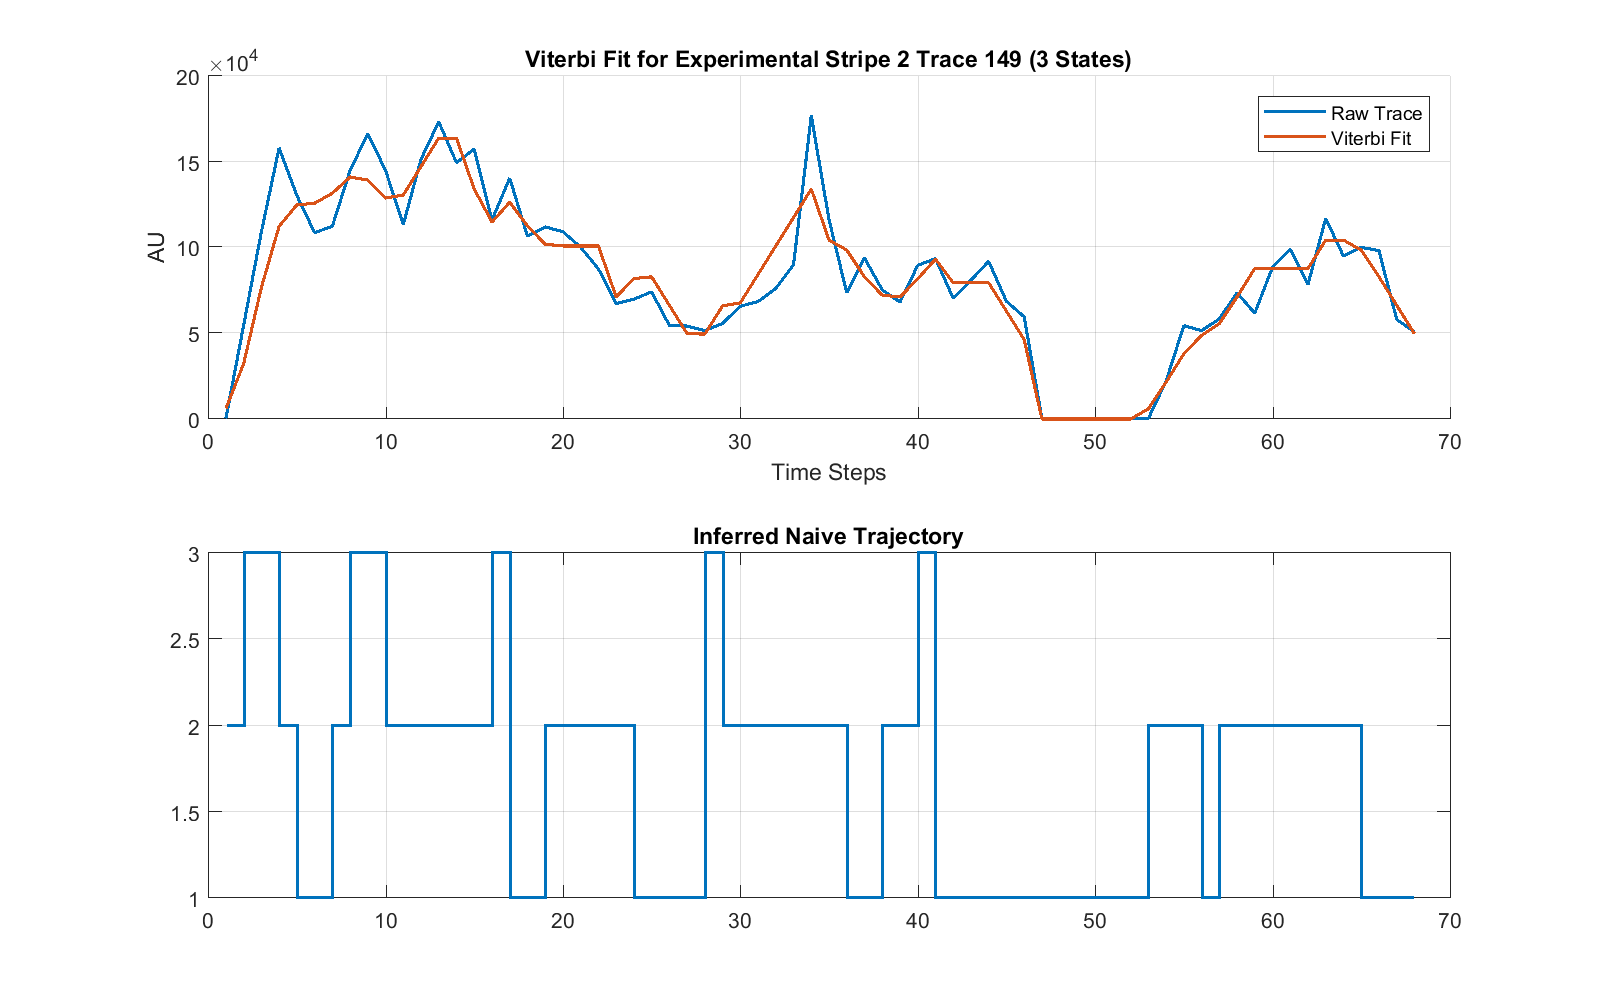 Viterbi Fit for Experimental Stripe 2 Trace 149 (3 States)
×10^4
20
15
10
5
0
AU
Raw Trace
Viterbi Fit
0 10 20 30 40 50 60 70
Time Steps
Inferred Naive Trajectory
3
2.5
2
1.5
1
0 10 20 30 40 50 60 70